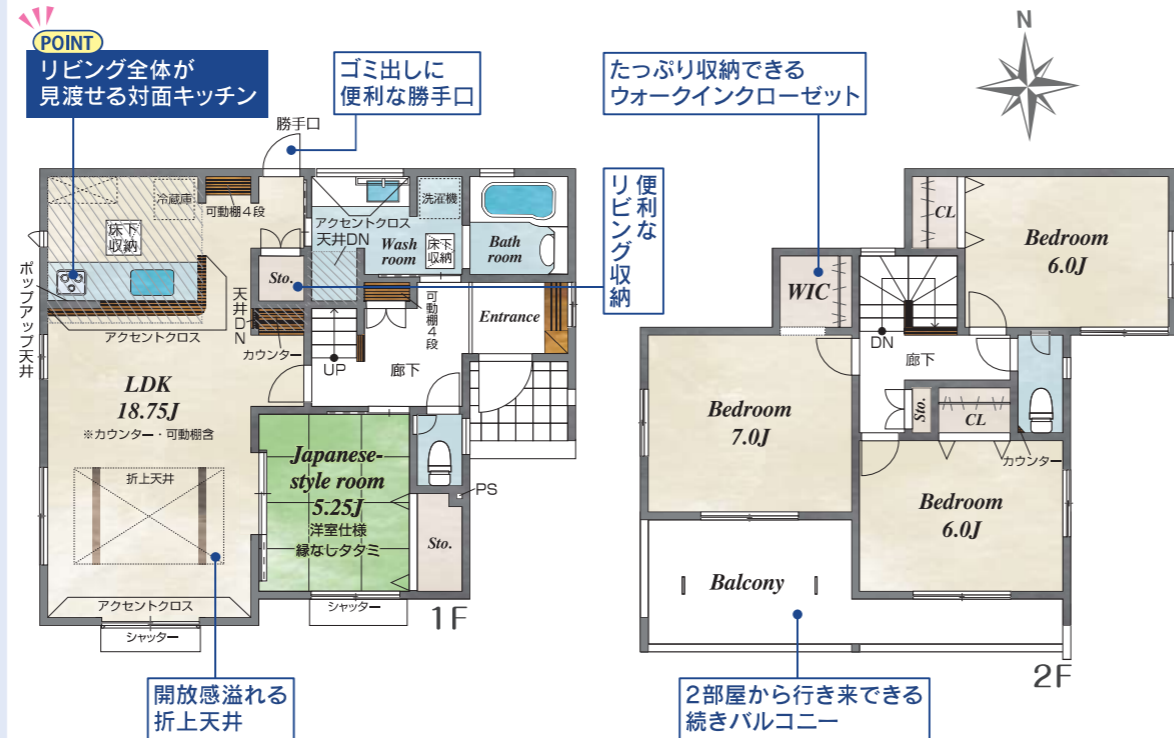 POINT
リビング全体が
見渡せる対面キッチン
ゴミ出しに
便利な勝手口
たっぷり収納できる
ウォークインクローゼット
N
勝手口
便利な
リビング収納
冷蔵庫
可動棚4段
床下
収納
アクセントクロス
天井DN
洗濯機
Wash
room
床下
収納
Bath
room
Sto.
ポップアップ天井
アクセントクロス
天井DN
カウンター
可動棚4段
Entrance
UP
廊下
LDK
18.75J
※カウンター・可動棚含
折上天井
Japanese-
style room
5.25J
洋室仕様
縁なしタタミ
PS
Sto.
アクセントクロス
シャッター
シャッター
1F
CL
Bedroom
6.0J
WIC
DN
廊下
Bedroom
7.0J
Sto.
CL
カウンター
Bedroom
6.0J
Balcony
2F
開放感溢れる
折上天井
2部屋から行き来できる
続きバルコニー